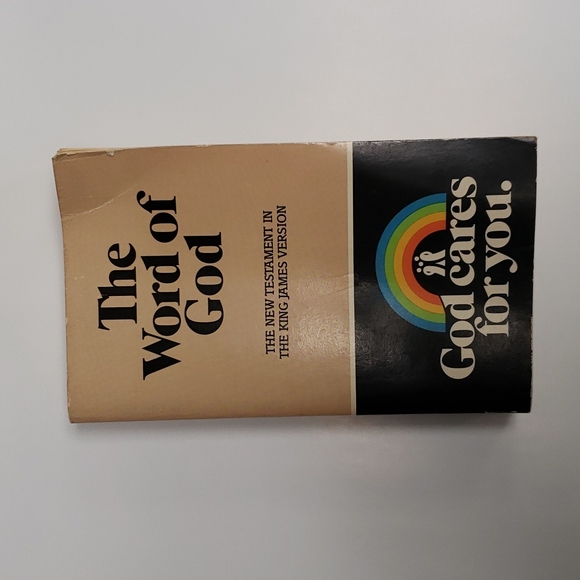 The
Word of
God
THE NEW TESTAMENT IN
THE KING JAMES VERSION
God cares
for you.